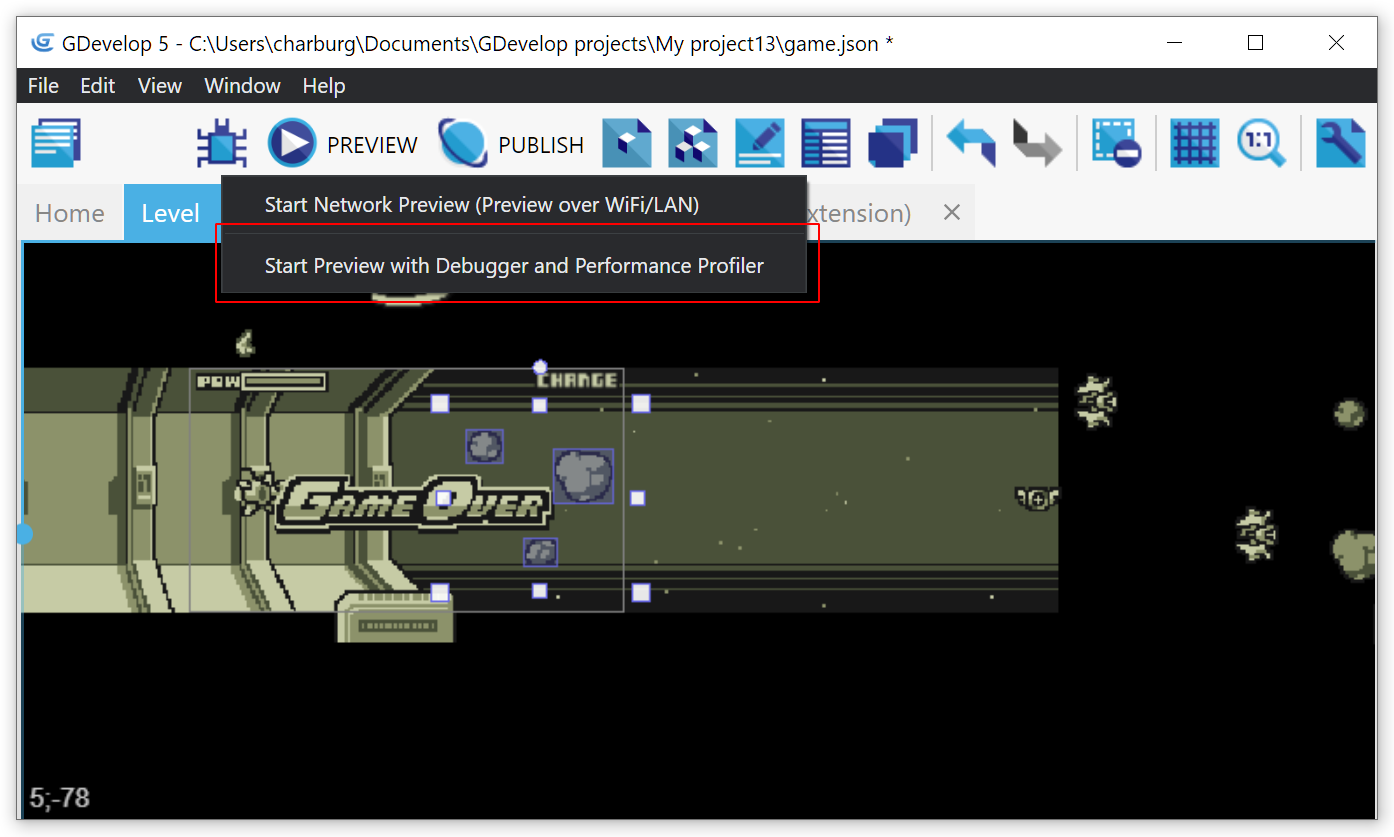 GDevelop 5 - C:\Users\charburg\Documents\GDevelop projects\My project13\game.json *
File Edit View Window Help
PREVIEW PUBLISH 1:1
Home Level xtension)
Start Network Preview (Preview over WiFi/LAN)
Start Preview with Debugger and Performance Profiler
POW CHANGE
GAME OVER
5;-78